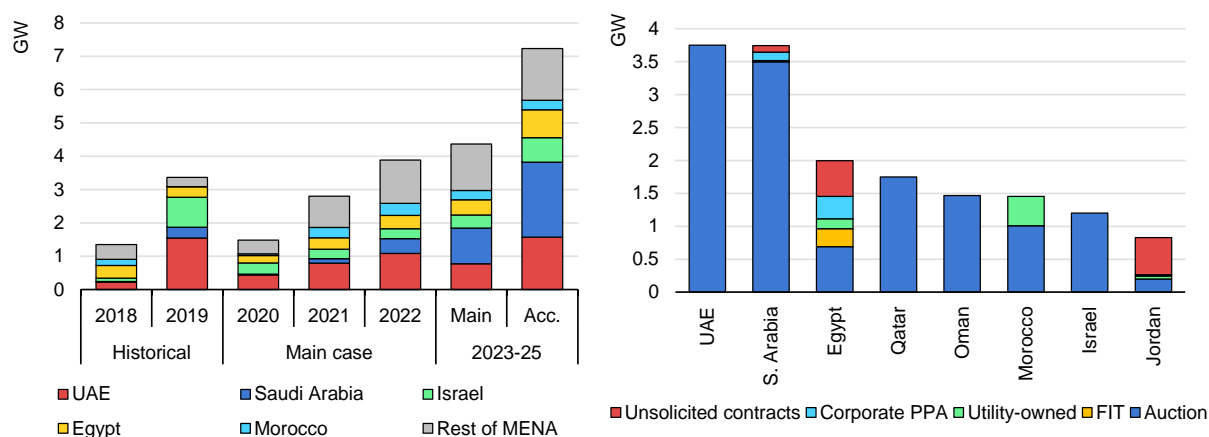 GW
8
7
6
5
4
3
2
1
0
2018 2019 2020 2021 2022 Main Acc.
Historical Main case 2023-25
UAE Saudi Arabia Israel
Egypt Morocco Rest of MENA
GW
4
3.5
3
2.5
2
1.5
1
0.5
0
UAE
S. Arabia
Egypt
Qatar
Oman
Morocco
Israel
Jordan
Unsolicited contracts Corporate PPA Utility-owned FIT Auction